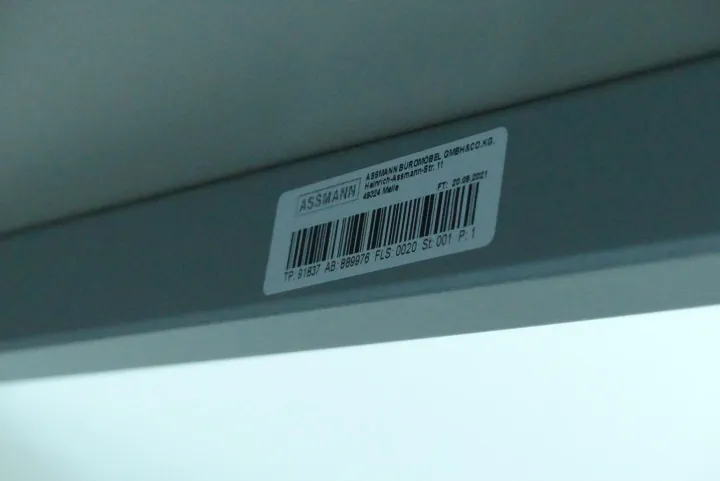 ASSMANN
ASSMANN BÜROMÖBEL GMBH&CO.KG.
Heinrich-Assmann-Str. 11
49324 Melle
FT: 20.09.2021
TP: 91837 AB: 889976 FLS: 0020 St: 001 P: 1